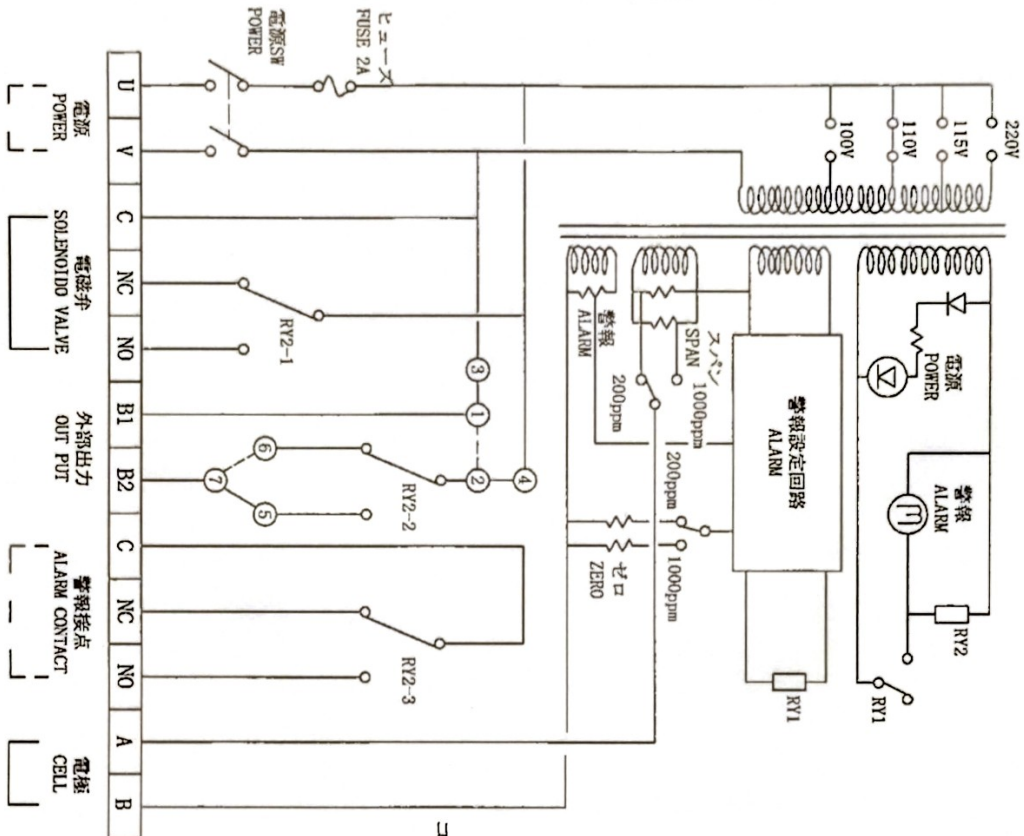 220V
115V
110V
100V
ヒューズ
FUSE 2A
電源SW
POWER
電源
POWER
警報
ALARM
RY2
RY1
警報設定回路
ALARM
RY1
スパン
SPAN
1000ppm
200ppm
警報
ALARM
200ppm
1000ppm
ゼロ
ZERO
RY2-1
3
1
2
4
6
7
5
RY2-2
RY2-3
U
V
C
NC
NO
B1
B2
C
NC
NO
A
B
電源
POWER
電磁弁
SOLENOIDO VALVE
外部出力
OUT PUT
警報接点
ALARM CONTACT
電極
CELL
コ